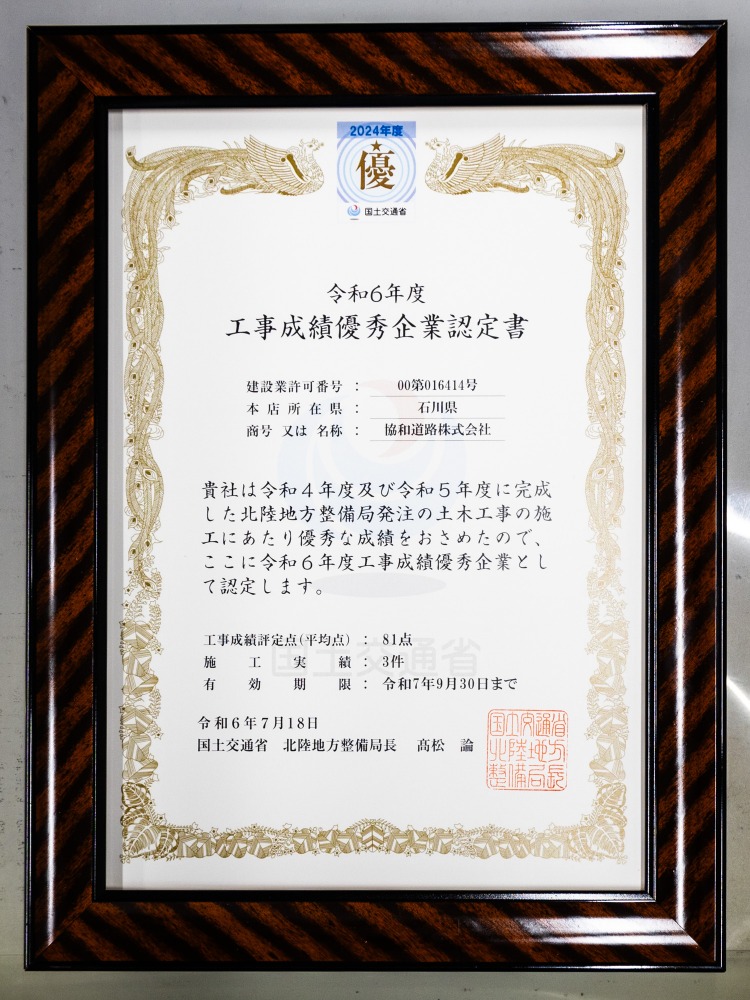 2024年度
優
国土交通省
令和6年度
工事成績優秀企業認定書
建設業許可番号 : 00第016414号
本店所在県 : 石川県
商号又は名称 : 協和道路株式会社
貴社は令和4年度及び令和5年度に完成
した北陸地方整備局発注の土木工事の施
工にあたり優秀な成績をおさめたので、
ここに令和6年度工事成績優秀企業とし
て認定します。
工事成績評定点(平均点) : 81点
施工実績 : 3件
有効期限 : 令和7年9月30日まで
国土交通省
令和6年7月18日
国土交通省 北陸地方整備局長 髙松 諭
国土交通省
北陸地方
整備局長